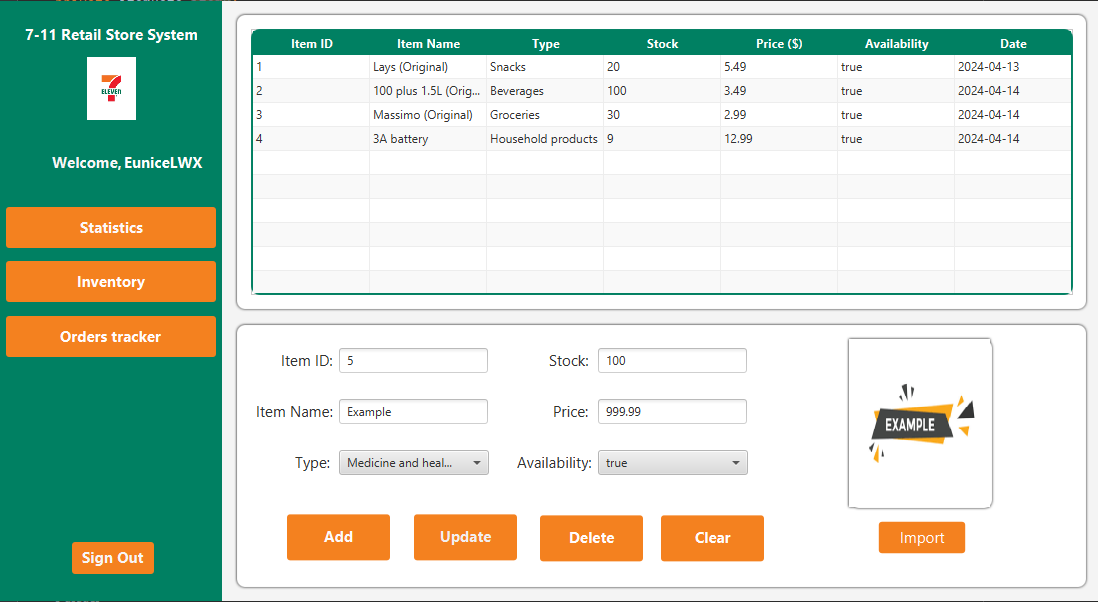 7-11 Retail Store System
7
ELEVEN
Welcome, EuniceLWX
Statistics
Inventory
Orders tracker
Sign Out
Item ID Item Name Type Stock Price ($) Availability Date
1 Lays (Original) Snacks 20 5.49 true 2024-04-13
2 100 plus 1.5L (Orig... Beverages 100 3.49 true 2024-04-14
3 Massimo (Original) Groceries 30 2.99 true 2024-04-14
4 3A battery Household products 9 12.99 true 2024-04-14
Item ID: 5 Stock: 100
Item Name: Example Price: 999.99
Type: Medicine and heal... Availability: true
EXAMPLE
Add Update Delete Clear
Import